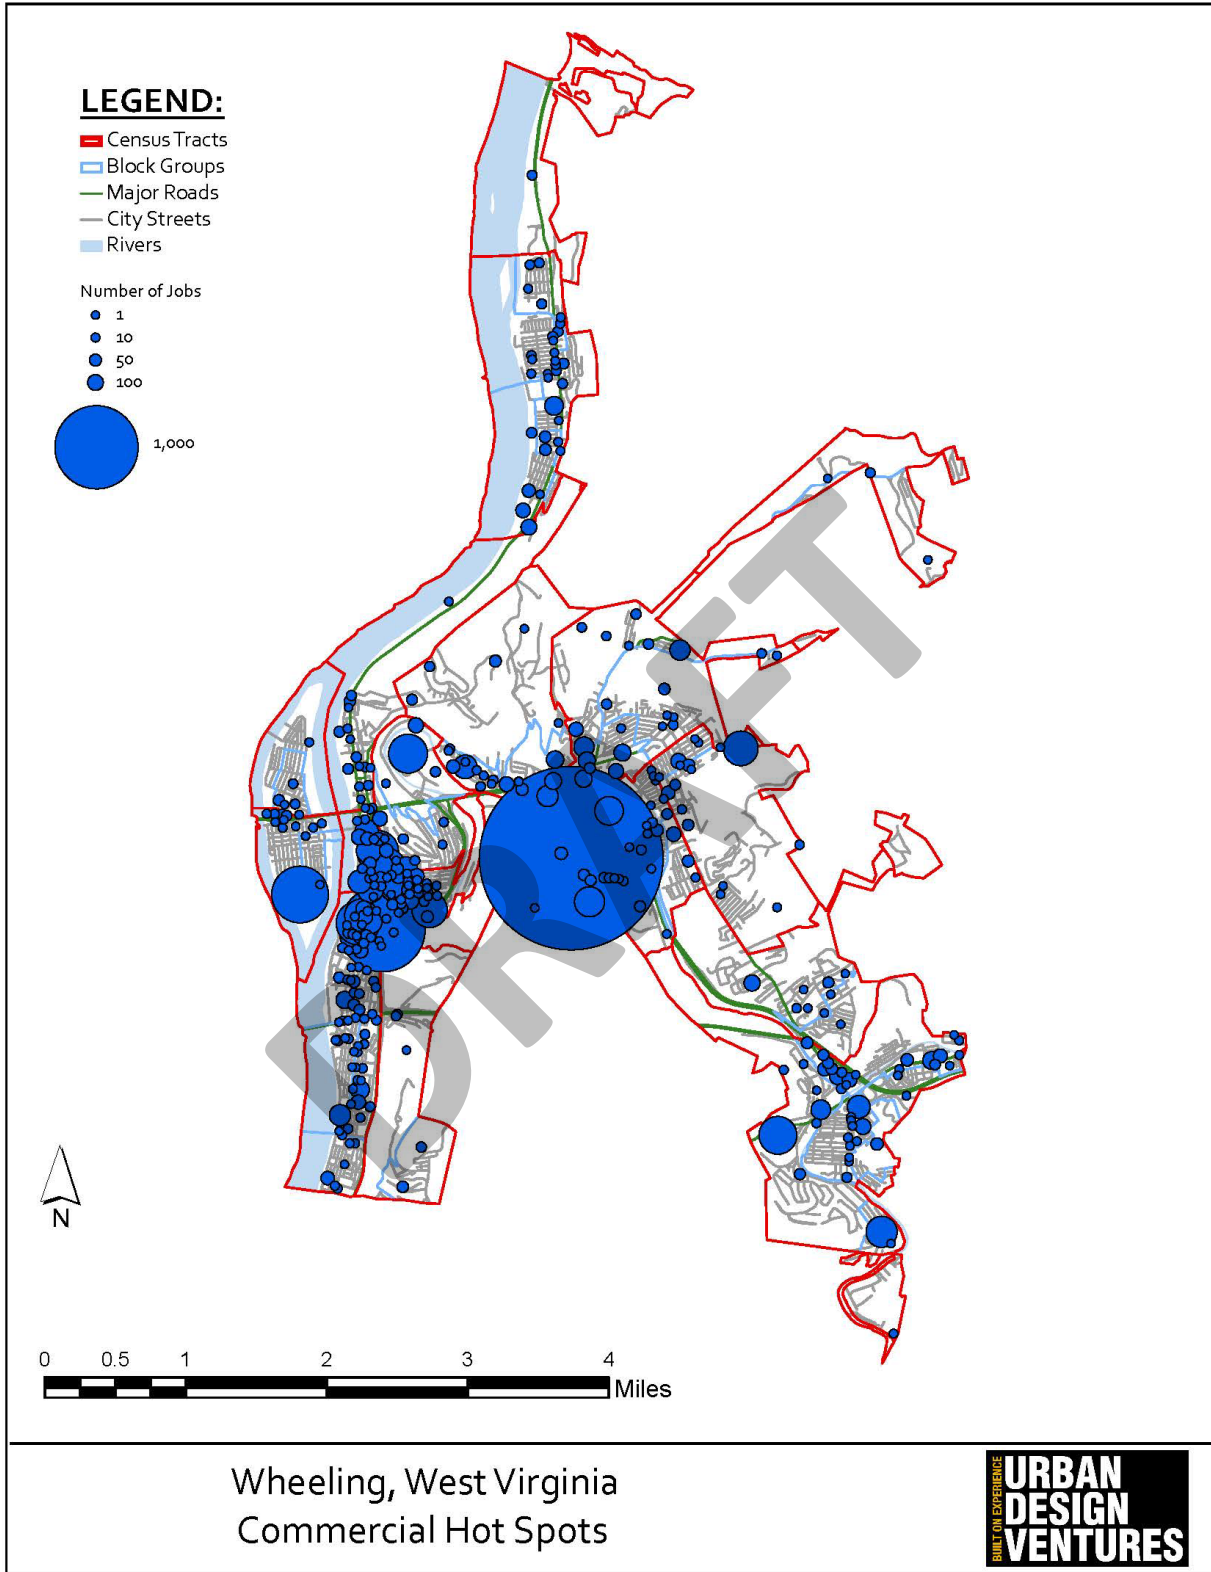 LEGEND:
Census Tracts
Block Groups
Major Roads
City Streets
Rivers
Number of Jobs
1
10
50
100
1,000
DRAFT
N
0 0.5 1 2 3 4
Miles
Wheeling, West Virginia
Commercial Hot Spots
BUILT ON EXPERIENCE
URBAN
DESIGN
VENTURES